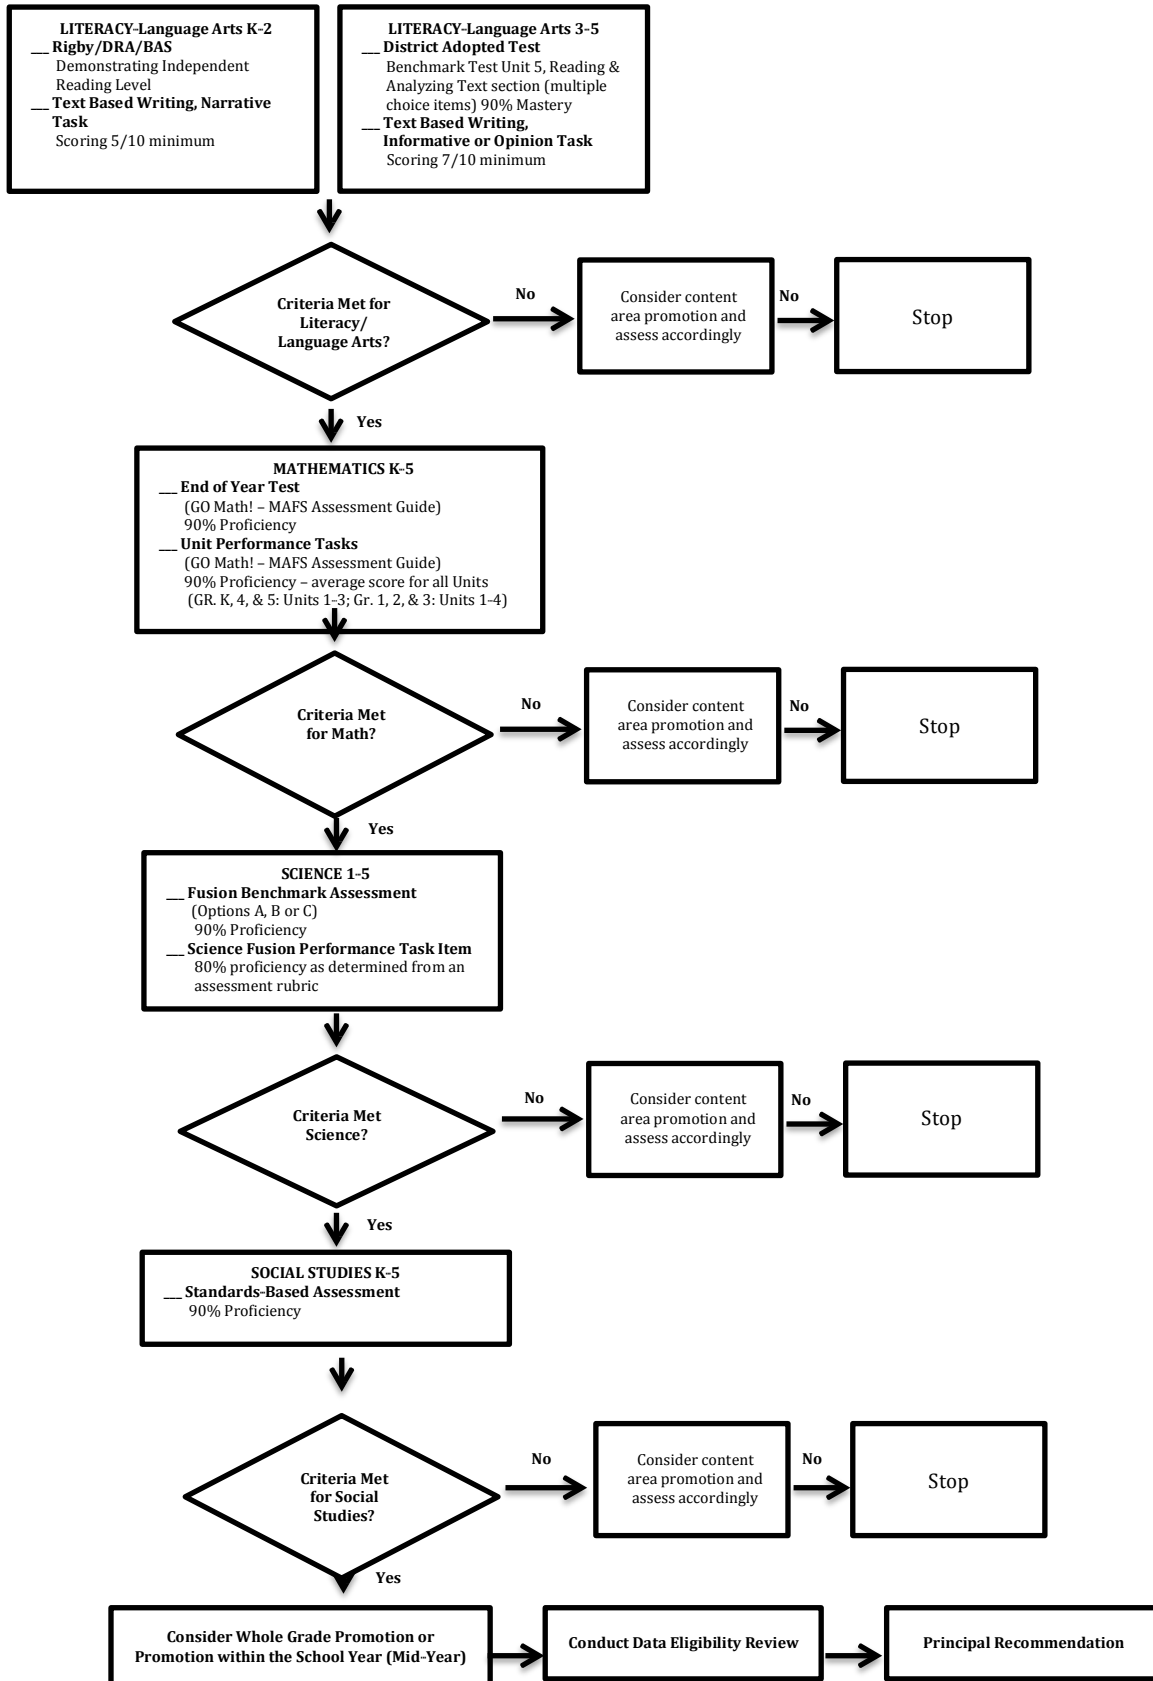 LITERACY-Language Arts K-2
___ Rigby/DRA/BAS
Demonstrating Independent
Reading Level
___ Text Based Writing, Narrative
Task
Scoring 5/10 minimum
LITERACY-Language Arts 3-5
___ District Adopted Test
Benchmark Test Unit 5, Reading &
Analyzing Text section (multiple
choice items) 90% Mastery
___ Text Based Writing,
Informative or Opinion Task
Scoring 7/10 minimum
Criteria Met for
Literacy/
Language Arts?
No
Consider content
area promotion and
assess accordingly
No
Stop
Yes
MATHEMATICS K-5
___ End of Year Test
(GO Math! – MAFS Assessment Guide)
90% Proficiency
___ Unit Performance Tasks
(GO Math! – MAFS Assessment Guide)
90% Proficiency – average score for all Units
(GR. K, 4, & 5: Units 1-3; Gr. 1, 2, & 3: Units 1-4)
Criteria Met
for Math?
No
Consider content
area promotion and
assess accordingly
No
Stop
Yes
SCIENCE 1-5
___ Fusion Benchmark Assessment
(Options A, B or C)
90% Proficiency
___ Science Fusion Performance Task Item
80% proficiency as determined from an
assessment rubric
Criteria Met
Science?
No
Consider content
area promotion and
assess accordingly
No
Stop
Yes
SOCIAL STUDIES K-5
___ Standards-Based Assessment
90% Proficiency
Criteria Met
for Social
Studies?
No
Consider content
area promotion and
assess accordingly
No
Stop
Yes
Consider Whole Grade Promotion or
Promotion within the School Year (Mid-Year)
Conduct Data Eligibility Review
Principal Recommendation